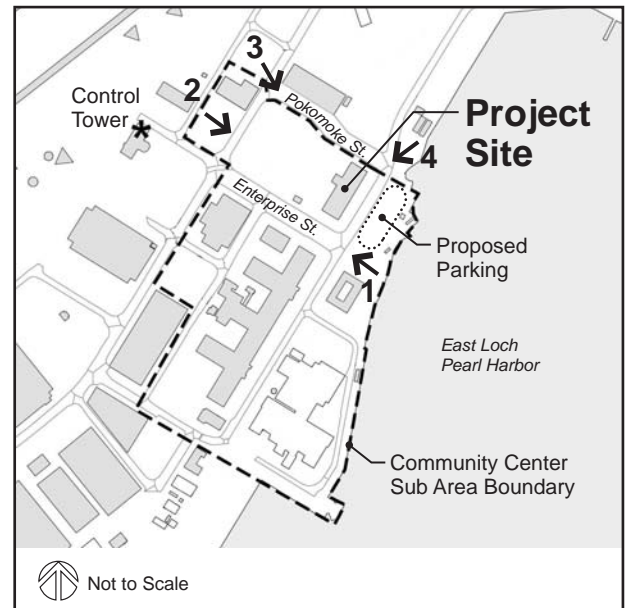 3
2
Control
Tower
*
Pokomoke St.
Project
Site
4
Enterprise St.
Proposed
Parking
1
East Loch
Pearl Harbor
Community Center
Sub Area Boundary
Not to Scale